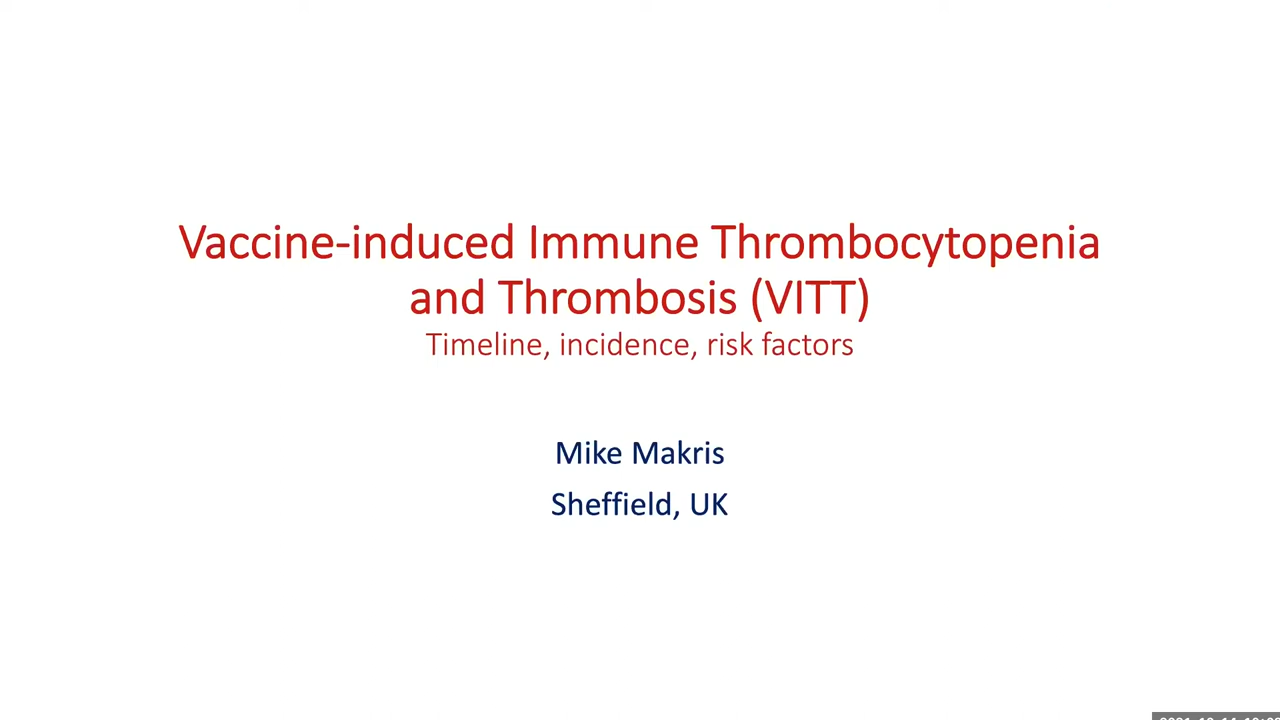 Vaccine-induced Immune Thrombocytopenia
and Thrombosis (VITT)
Timeline, incidence, risk factors
Mike Makris
Sheffield, UK